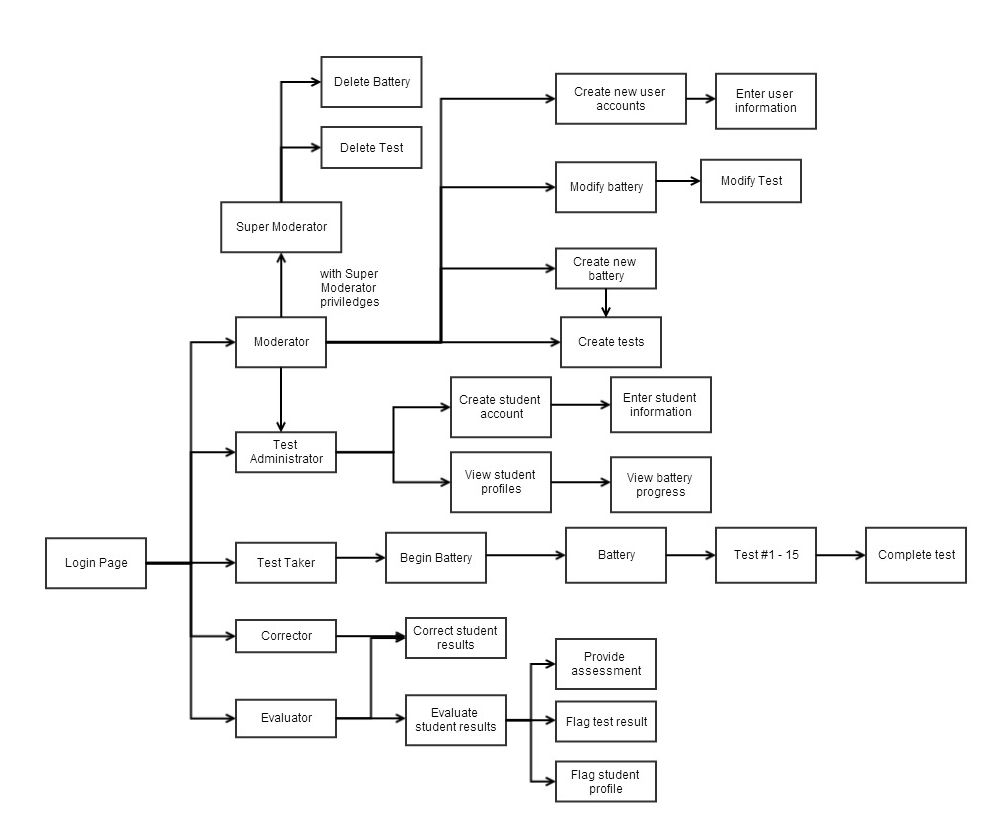 Delete Battery
Delete Test
Super Moderator
with Super
Moderator
priviledges
Create new user
accounts
Enter user
information
Modify battery
Modify Test
Create new
battery
Moderator
Create tests
Create student
account
Enter student
information
Test
Administrator
View student
profiles
View battery
progress
Login Page
Test Taker
Begin Battery
Battery
Test #1 - 15
Complete test
Corrector
Correct student
results
Evaluator
Evaluate
student results
Provide
assessment
Flag test result
Flag student
profile